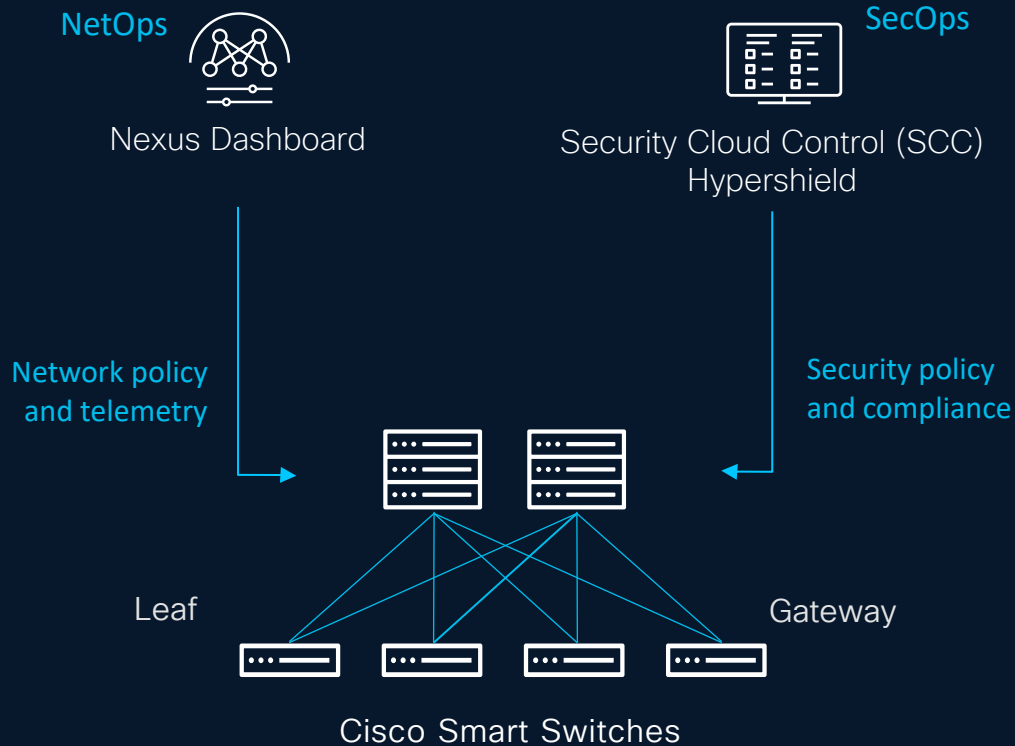 NetOps
SecOps
Nexus Dashboard
Security Cloud Control (SCC)
Hypershield
Network policy
and telemetry
Security policy
and compliance
Leaf
Gateway
Cisco Smart Switches